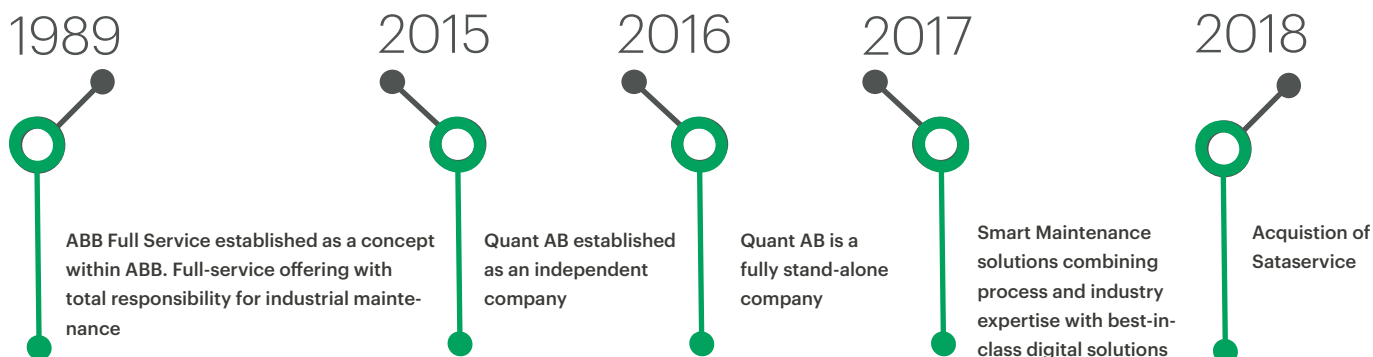 1989
2015
2016
2017
2018
ABB Full Service established as a concept
within ABB. Full-service offering with
total responsibility for industrial mainte-
nance
Quant AB established
as an independent
company
Quant AB is a
fully stand-alone
company
Smart Maintenance
solutions combining
process and industry
expertise with best-in-
class digital solutions
Acquistion of
Sataservice